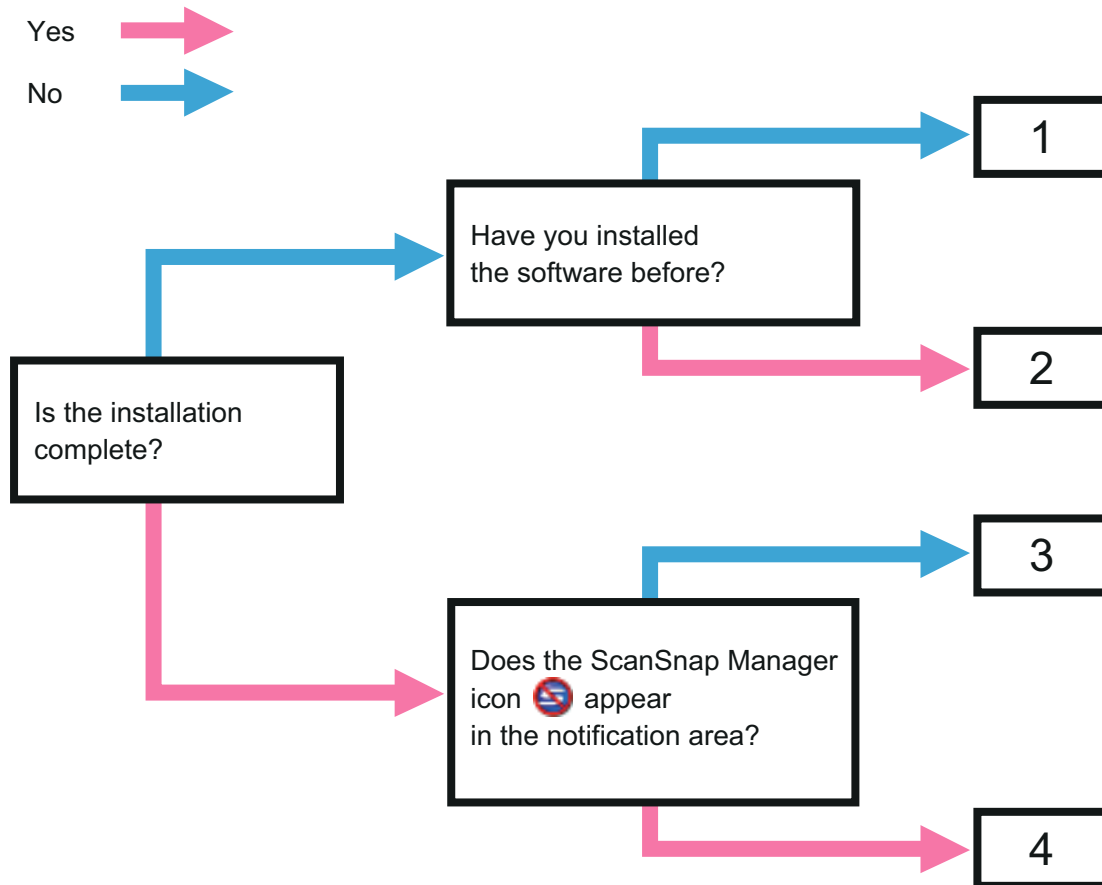 Yes
No
1
Have you installed
the software before?
2
Is the installation
complete?
3
Does the ScanSnap Manager
icon appear
in the notification area?
4